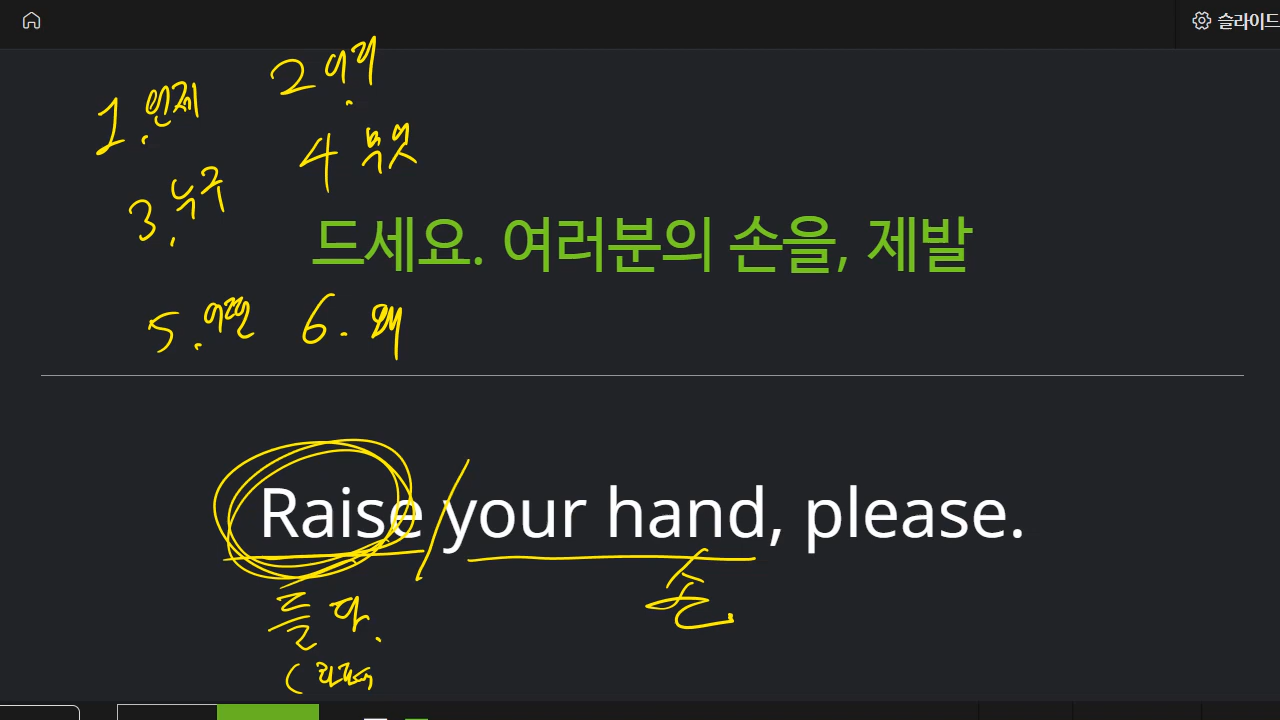 슬라이드
1. 언제
2 어디
3. 누구
4 무엇
드세요. 여러분의 손을, 제발
5. 어떻
6. 왜
Raise your hand, please.
손
들다.